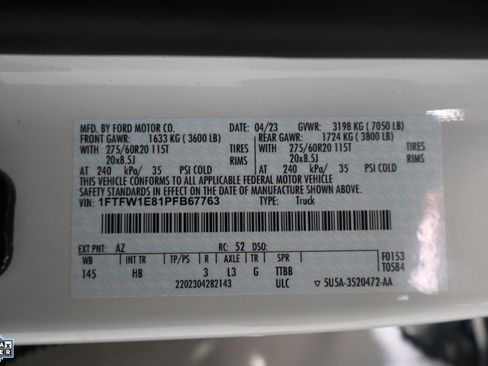 MFD. BY FORD MOTOR CO. 04/23 GVWR: 3198 KG ( 7050 LB)
FRONT GAWR: 1633 KG ( 3600 LB) REAR GAWR: 1724 KG ( 3800 LB)
WITH 275/60R20 115T TIRES WITH 275/60R20 115T TIRES
20x8.5J RIMS 20x8.5J RIMS
AT 240 kPa/ 35 PSI COLD AT 240 kPa/ 35 PSI COLD
THIS VEHICLE CONFORMS TO ALL APPLICABLE FEDERAL MOTOR VEHICLE
SAFETY STANDARDS IN EFFECT ON THE DATE OF MANUFACTURE SHOWN ABOVE.
VIN: 1FTFW1E81PFB67763 TYPE: Truck
EXT PNT: AZ RC: 52 DSO: F0153
WB BRK INT TR TP/PS R AXLE TR SPR T0584
145 HB 3 L3 G TTBB
2202304282143 ULC ▽ 5U5A-3520472-AA